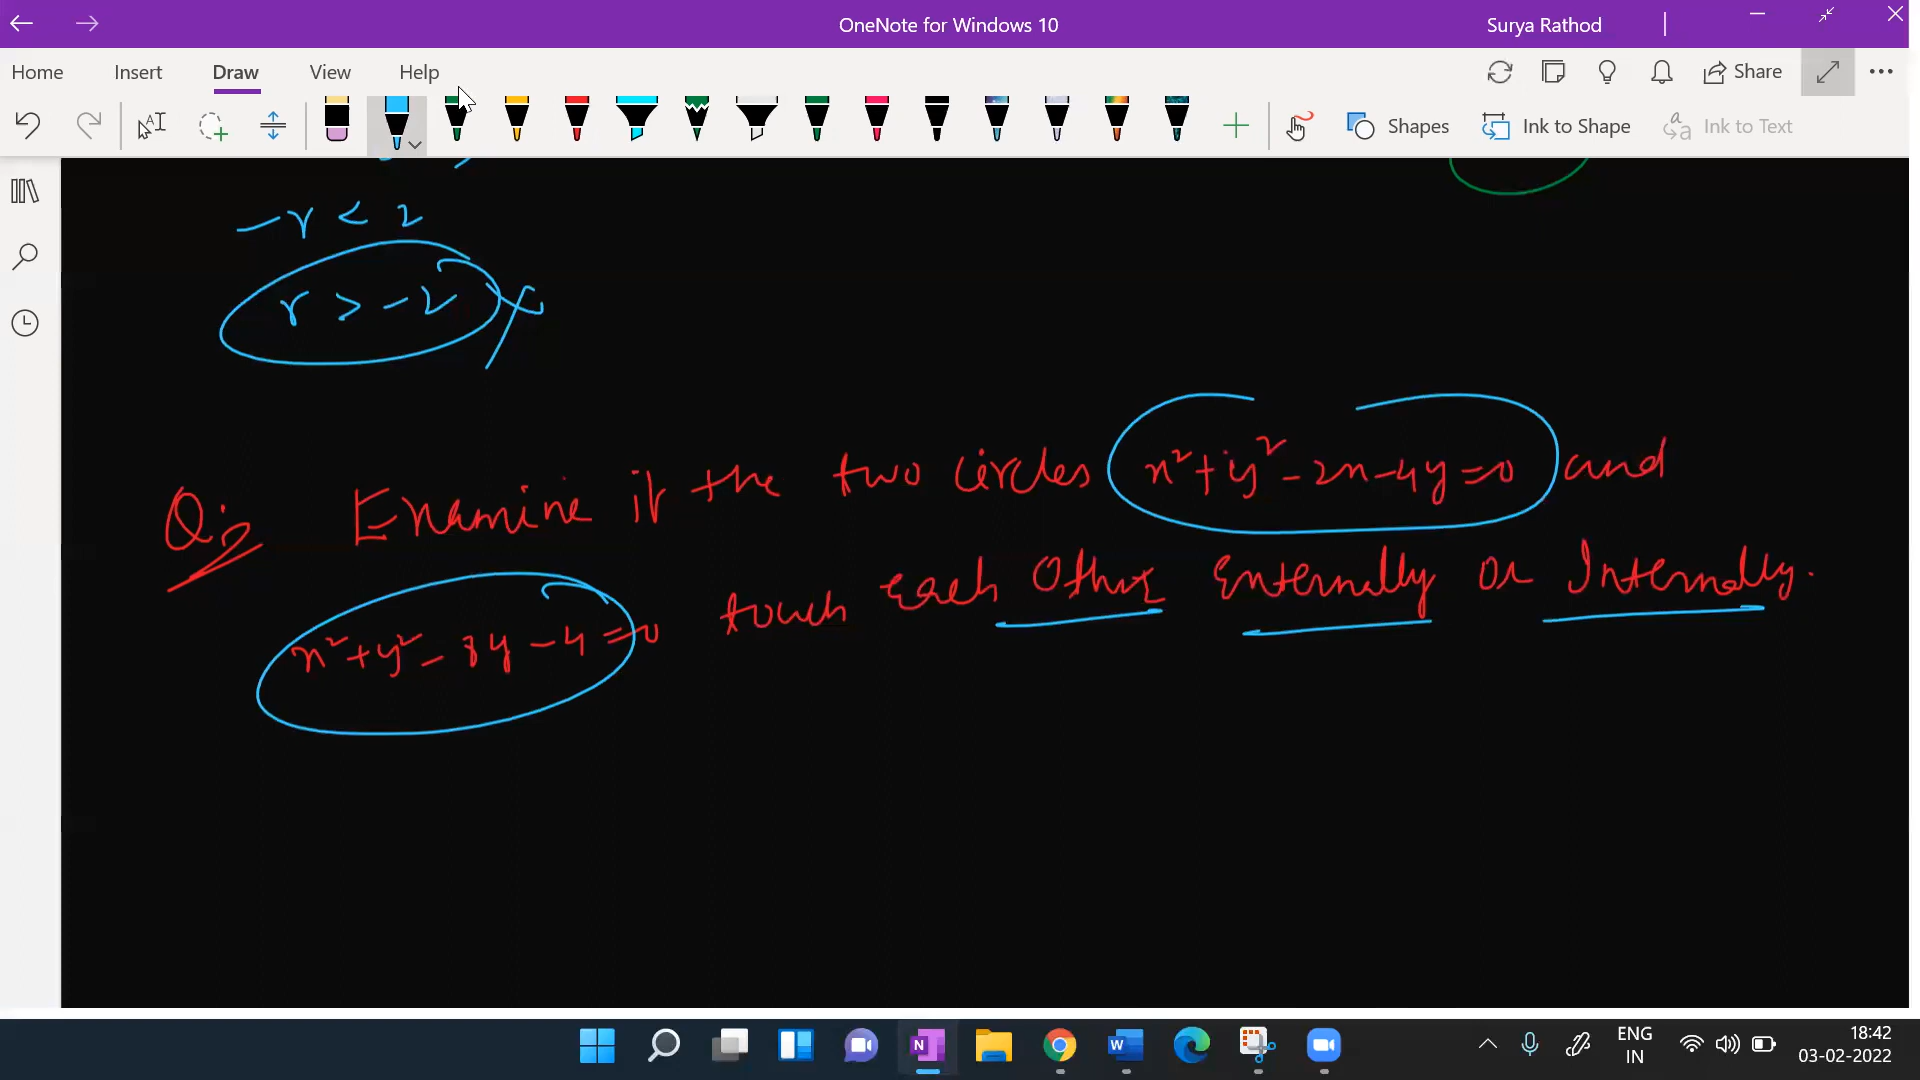 OneNote for Windows 10
Surya Rathod
Home Insert Draw View Help
Share
Shapes Ink to Shape Ink to Text
-r < 2
r > -2
Q:- Examine if the two circles x²+y²-2x-4y=0 and
x²+y²-8y-4=0 touch each Other Externally or Internally.
ENG
IN
18:42
03-02-2022